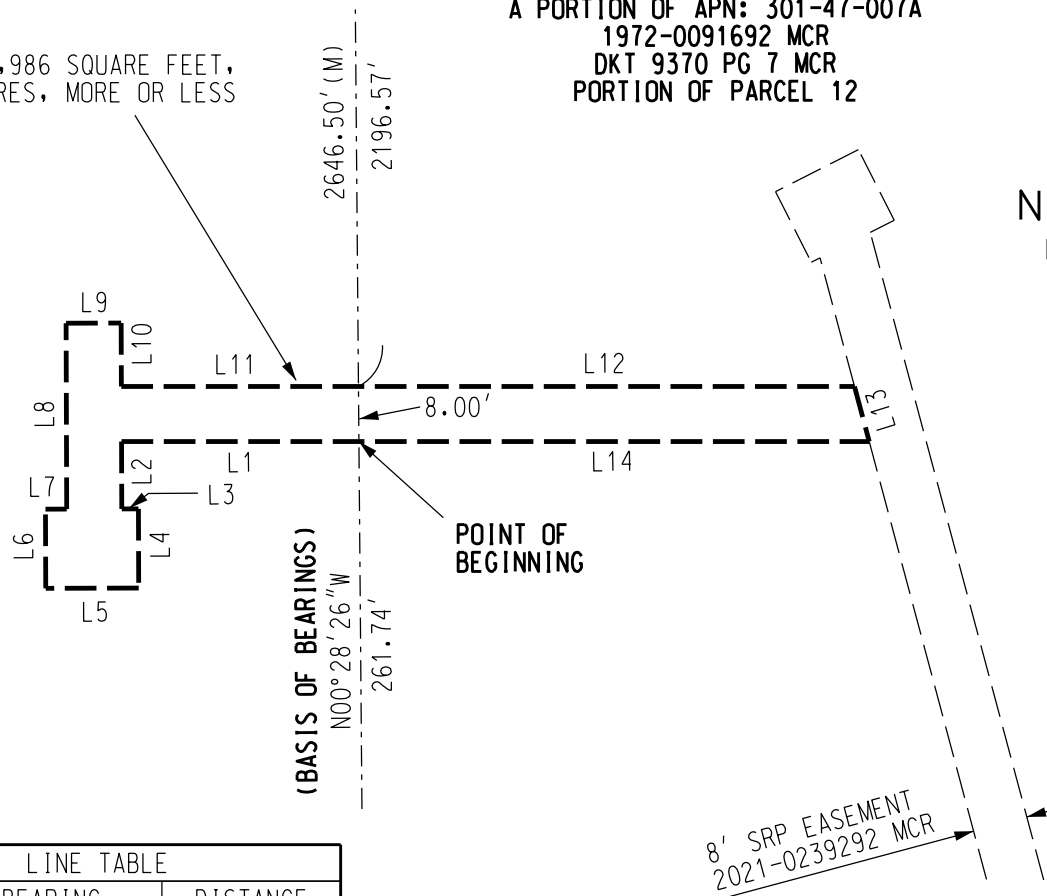 A PORTION OF APN: 301-47-007A
1972-0091692 MCR
DKT 9370 PG 7 MCR
PORTION OF PARCEL 12
,986 SQUARE FEET,
RES, MORE OR LESS
2646.50'(M)
2196.57'
N
L9
L10
L11
L12
L8
8.00'
L13
L7
L2
L1
L14
L3
L6
L4
L5
POINT OF
BEGINNING
(BASIS OF BEARINGS)
N00°28'26"W
261.74'
8' SRP EASEMENT
2021-0239292 MCR
LINE TABLE
BEARING
DISTANCE